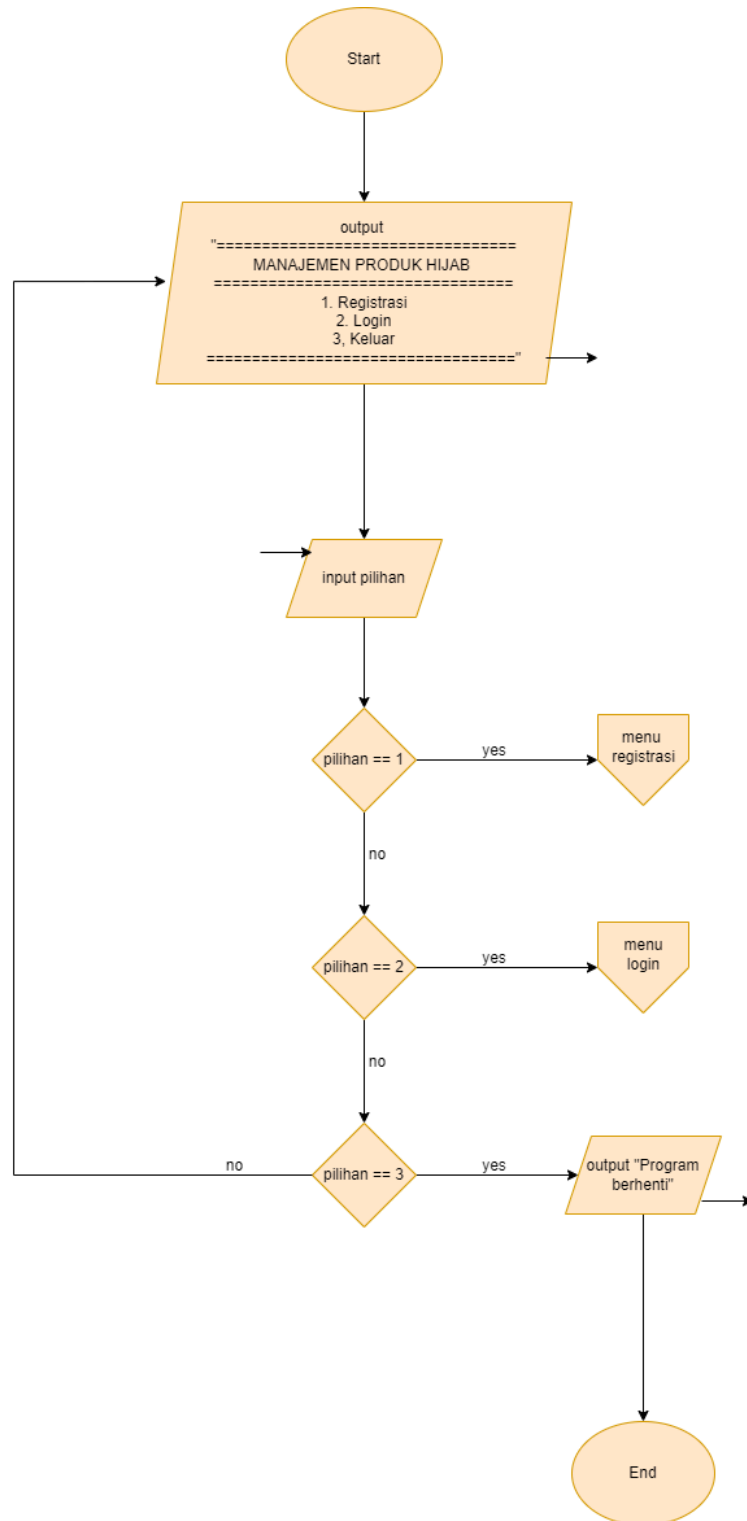 Start
output
"=================================
MANAJEMEN PRODUK HIJAB
=================================
1. Registrasi
2. Login
3, Keluar
=================================="
input pilihan
pilihan == 1
yes
menu
registrasi
no
pilihan == 2
yes
menu
login
no
pilihan == 3
no
yes
output "Program
berhenti"
End